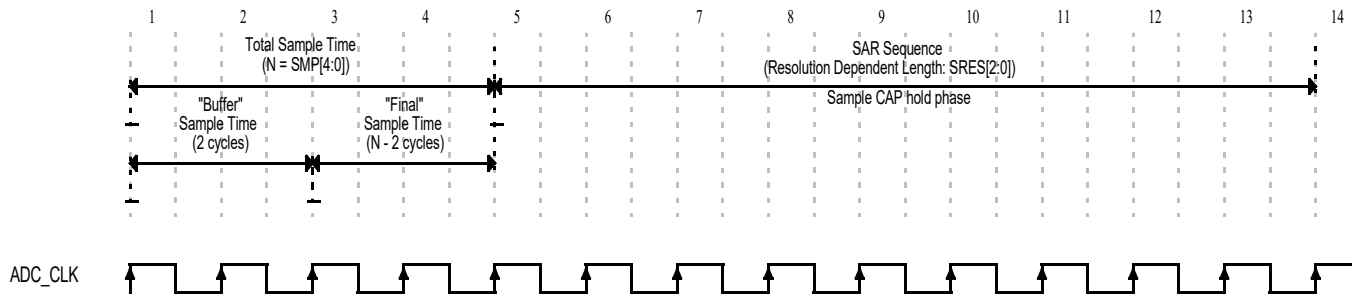 1 2 3 4 5 6 7 8 9 10 11 12 13 14
Total Sample Time
(N = SMP[4:0])
SAR Sequence
(Resolution Dependent Length: SRES[2:0])
Sample CAP hold phase
"Buffer"
Sample Time
(2 cycles)
"Final"
Sample Time
(N - 2 cycles)
ADC_CLK